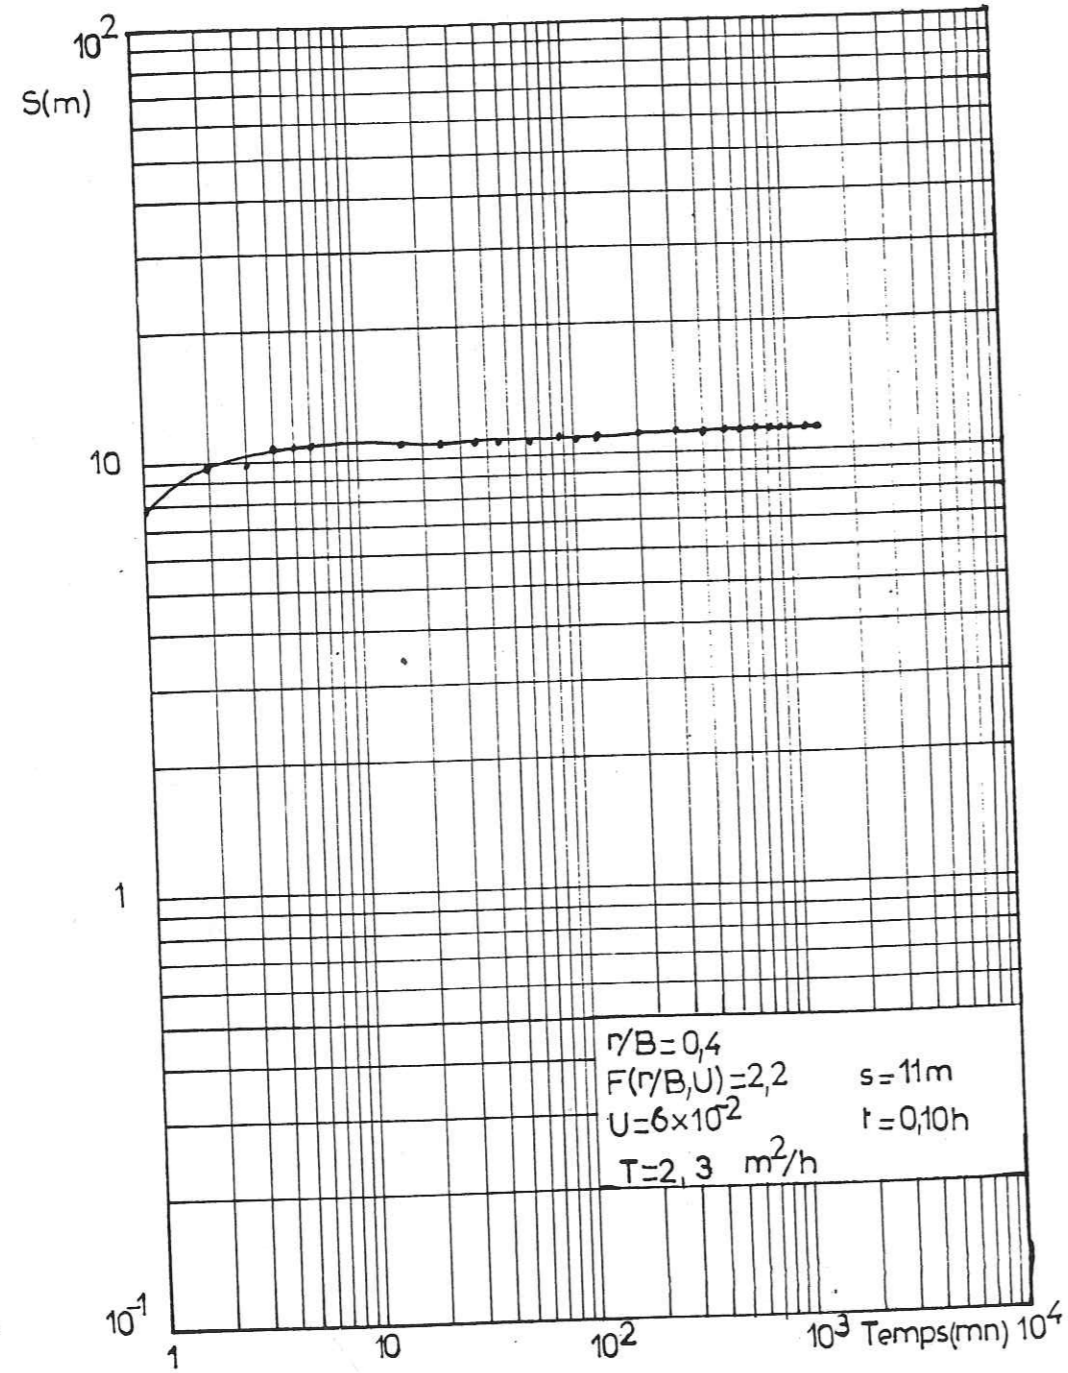 10²
S(m)
10
1
10⁻¹
r/B=0,4
F(r/B,U)=2,2 s=11m
U=6×10⁻² t=0,10h
T=2,3 m²/h
1 10 10² 10³ Temps(mn) 10⁴